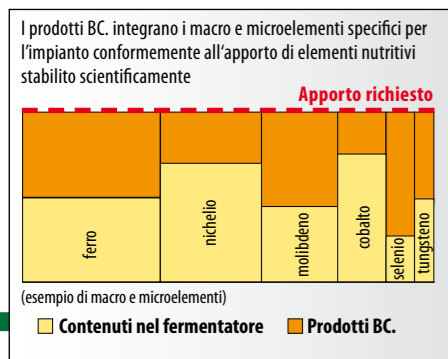 I prodotti BC. integrano i macro e microelementi specifici per
l'impianto conformemente all'apporto di elementi nutritivi
stabilito scientificamente
Apporto richiesto
ferro
nichelio
molibdeno
cobalto
selenio
tungsteno
(esempio di macro e microelementi)
Contenuti nel fermentatore
Prodotti BC.